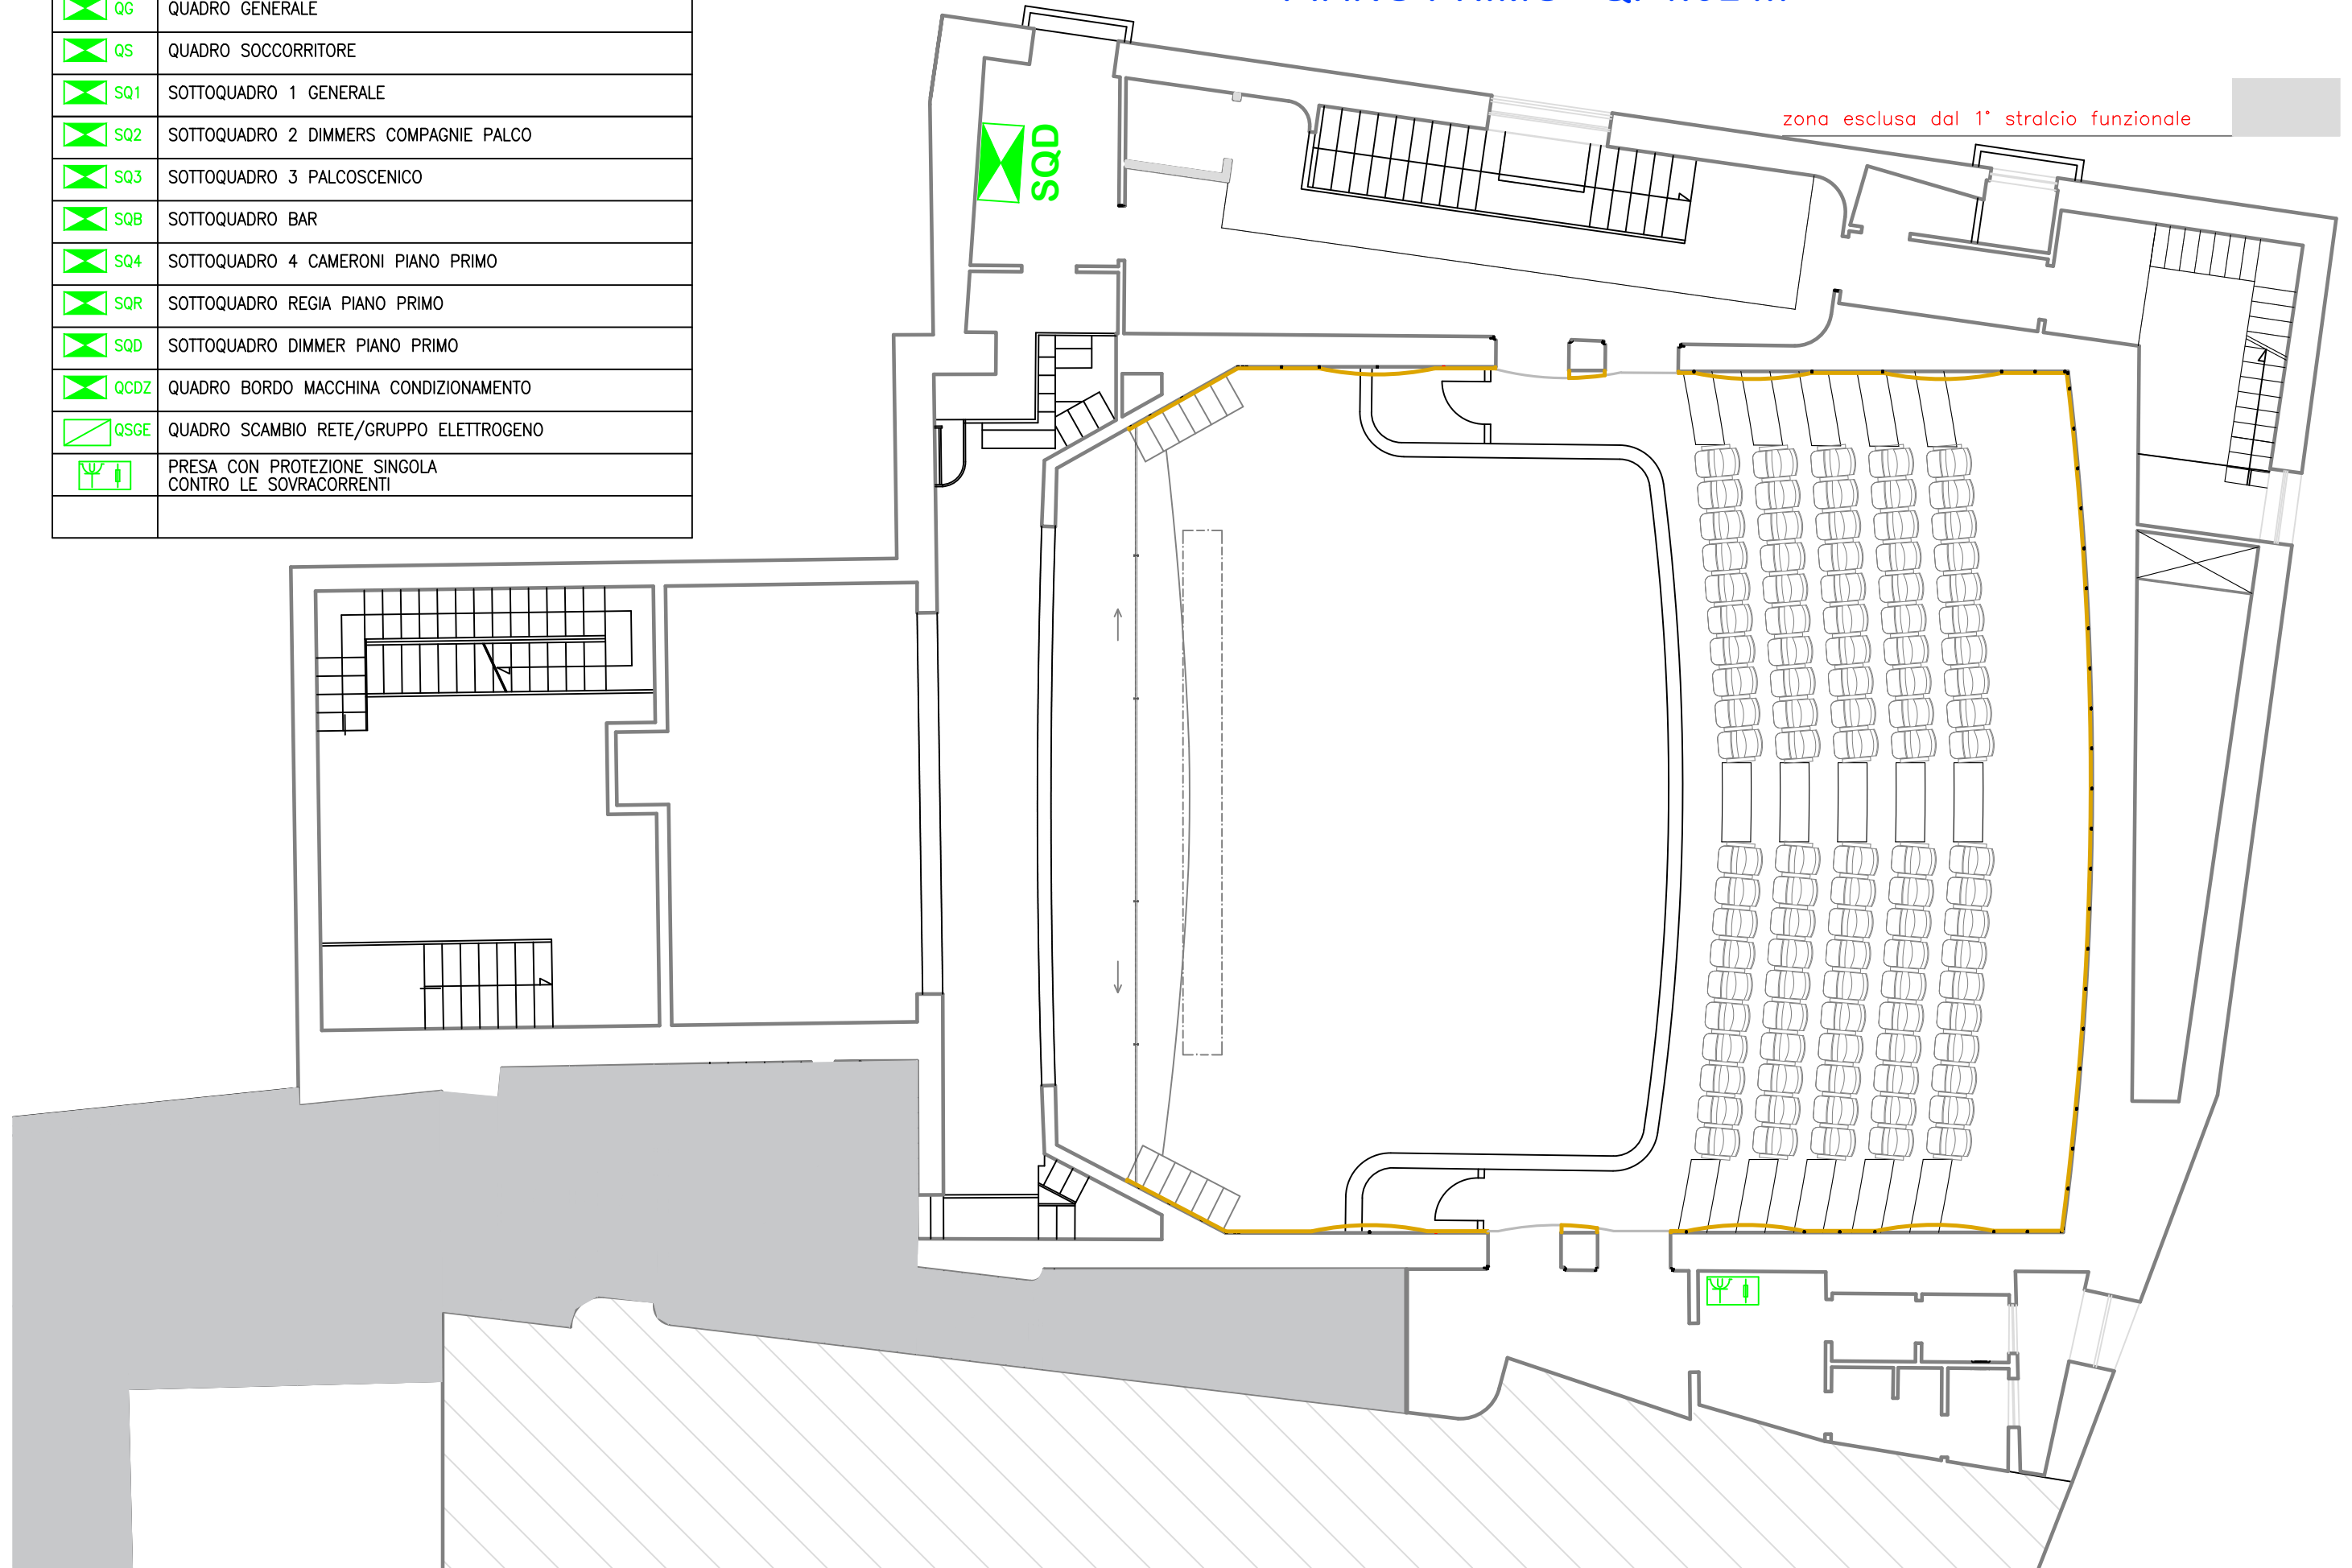 QG QUADRO GENERALE
QS QUADRO SOCCORRITORE
SQ1 SOTTOQUADRO 1 GENERALE
SQ2 SOTTOQUADRO 2 DIMMERS COMPAGNIE PALCO
SQ3 SOTTOQUADRO 3 PALCOSCENICO
SQB SOTTOQUADRO BAR
SQ4 SOTTOQUADRO 4 CAMERONI PIANO PRIMO
SQR SOTTOQUADRO REGIA PIANO PRIMO
SQD SOTTOQUADRO DIMMER PIANO PRIMO
QCDZ QUADRO BORDO MACCHINA CONDIZIONAMENTO
QSGE QUADRO SCAMBIO RETE/GRUPPO ELETTROGENO
PRESA CON PROTEZIONE SINGOLA
CONTRO LE SOVRACORRENTI
zona esclusa dal 1° stralcio funzionale
SQD